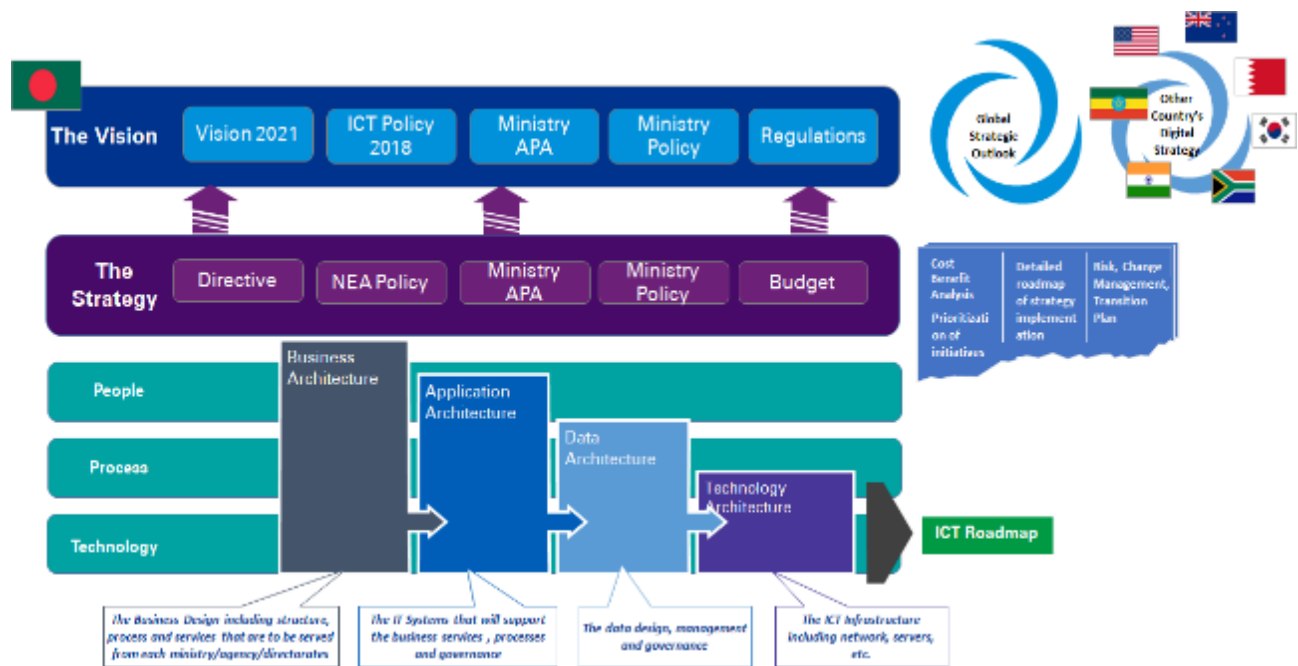 The Vision
Vision 2021
ICT Policy
2018
Ministry
APA
Ministry
Policy
Regulations
Global
Strategic
Outlook
Other
Country's
Digital
Strategy
The
Strategy
Directive
NEA Policy
Ministry
APA
Ministry
Policy
Budget
Cost
Benefit
Analysis
Prioritizati
on of
initiatives
Detailed
roadmap
of strategy
implement
ation
Risk, Change
Management,
Transition
Plan
People
Process
Technology
Business
Architecture
Application
Architecture
Data
Architecture
Technology
Architecture
ICT Roadmap
The Business Design including structure,
process and services that are to be served
from each ministry/agency/directorates
The IT Systems that will support
the business services , processes
and governance
The data design, management
and governance
The ICT Infrastructure
including network, servers,
etc.